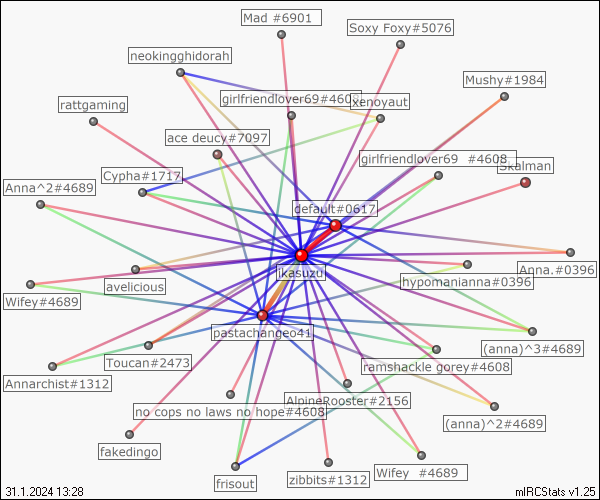 Mad #6901
Soxy Foxy#5076
neokingghidorah
Mushy#1984
girlfriendlover69#4608
xenoyaut
rattgaming
ace deucy#7097
girlfriendlover69 #4608
Skalman
Cypha#1717
Anna^2#4689
default#0617
Anna.#0396
jkasuzu
hypomanianna#0396
avelicious
Wifey#4689
pastachangeo41
(anna)^3#4689
Toucan#2473
ramshackle gorey#4608
Annarchist#1312
AlpineRooster#2156
no cops no laws no hope#4608
(anna)^2#4689
fakedingo
Wifey #4689
zibbits#1312
frisout
31.1.2024 13:28
mIRCStats v1.25